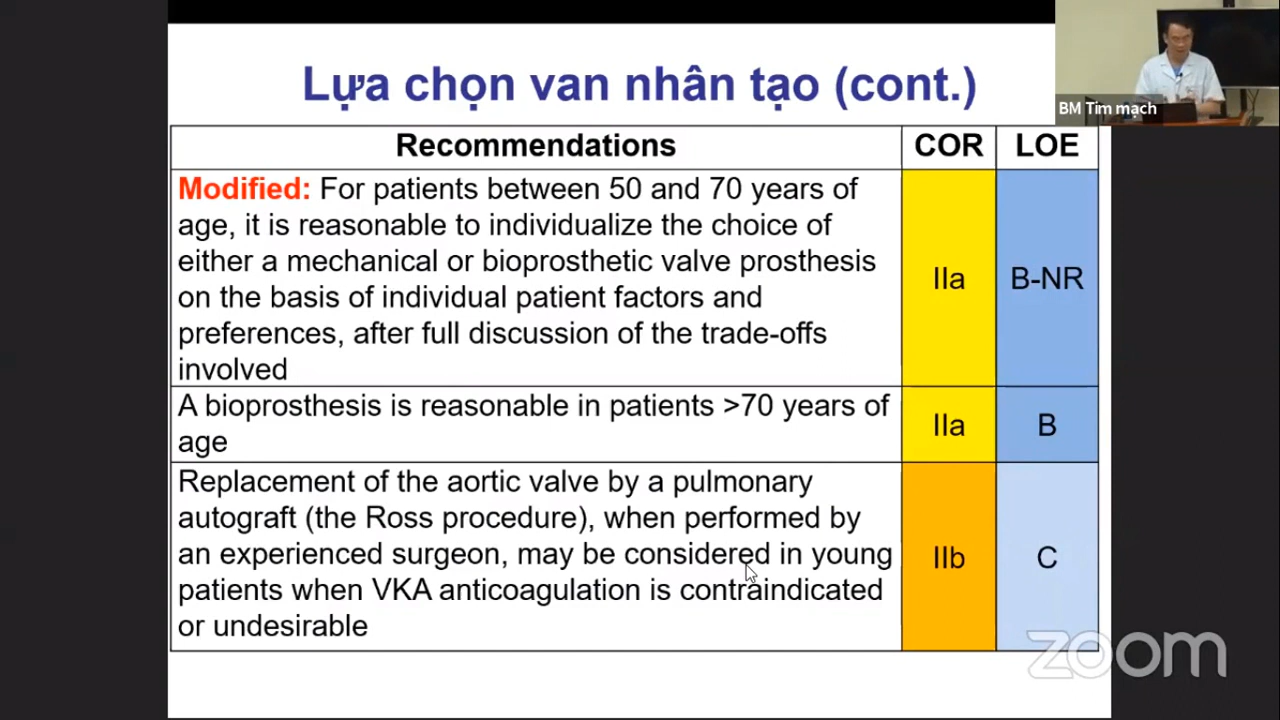 Lựa chọn van nhân tạo (cont.)
BM Tim mạch
Recommendations COR LOE
Modified: For patients between 50 and 70 years of
age, it is reasonable to individualize the choice of
either a mechanical or bioprosthetic valve prosthesis
on the basis of individual patient factors and
preferences, after full discussion of the trade-offs
involved
IIa B-NR
A bioprosthesis is reasonable in patients >70 years of
age
IIa B
Replacement of the aortic valve by a pulmonary
autograft (the Ross procedure), when performed by
an experienced surgeon, may be considered in young
patients when VKA anticoagulation is contraindicated
or undesirable
IIb C
zoom